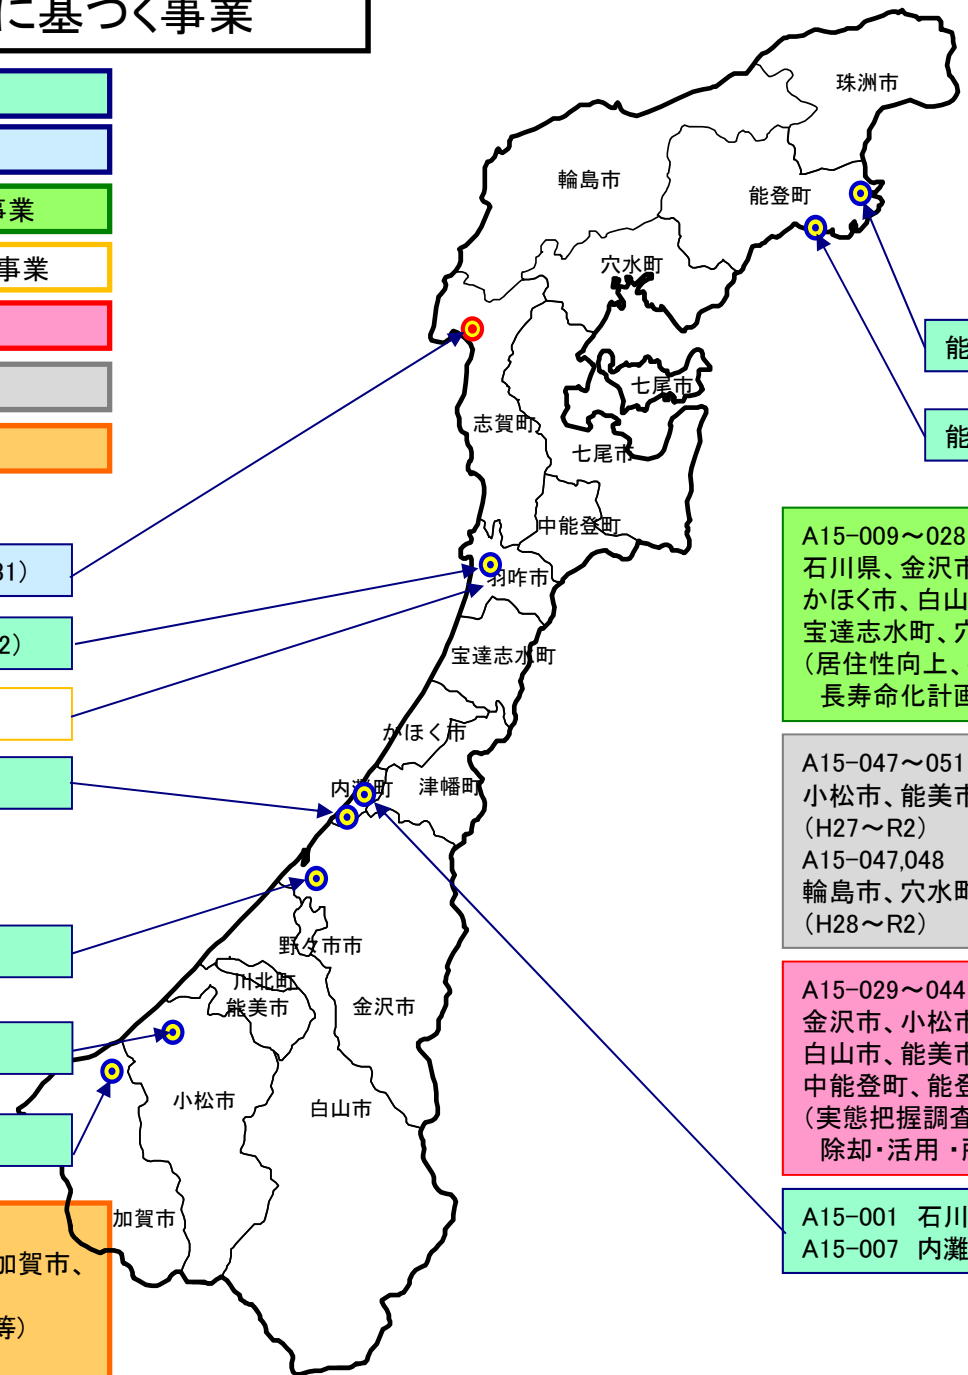 に基づく事業
事業
事業
31）
2）
加賀市、
等）
珠洲市
輪島市
能登町
穴水町
七尾市
志賀町
七尾市
中能登町
羽咋市
宝達志水町
かほく市
内灘町
津幡町
野々市市
川北町
能美市
金沢市
小松市
白山市
加賀市
能
能
A15-009～028
石川県、金沢市
かほく市、白山
宝達志水町、穴
（居住性向上、
長寿命化計画
A15-047～051
小松市、能美市
（H27～R2）
A15-047,048
輪島市、穴水町
（H28～R2）
A15-029～044
金沢市、小松市
白山市、能美市
中能登町、能登
（実態把握調査
除却・活用・所
A15-001 石川
A15-007 内灘